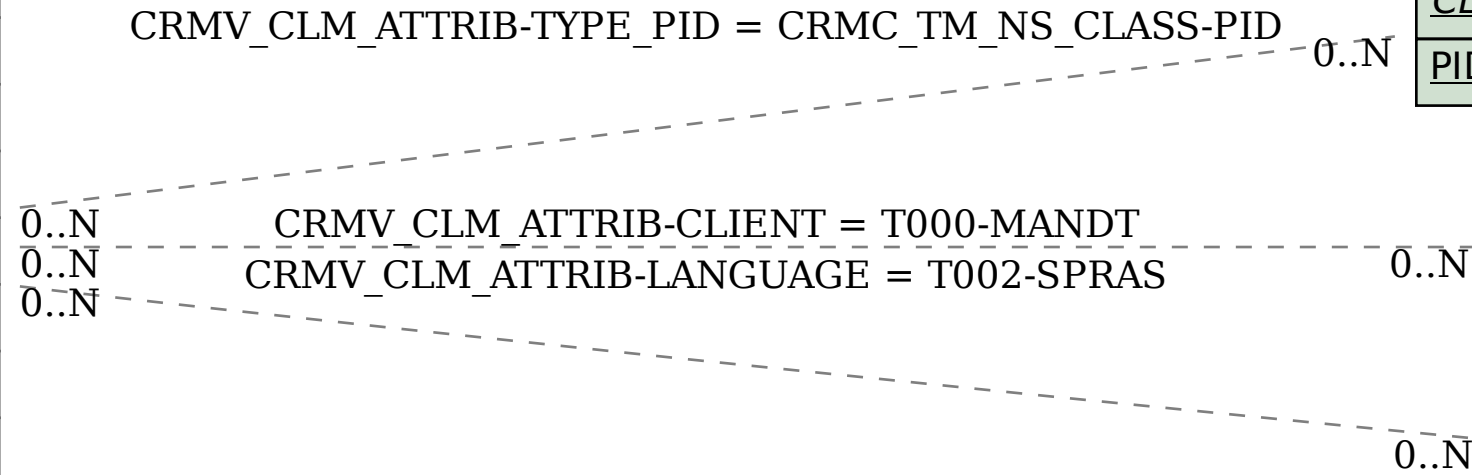 CRMV_CLM_ATTRIB-TYPE_PID = CRMC_TM_NS_CLASS-PID
0..N
0..N
CRMV_CLM_ATTRIB-CLIENT = T000-MANDT
0..N
0..N
CRMV_CLM_ATTRIB-LANGUAGE = T002-SPRAS
0..N
0..N